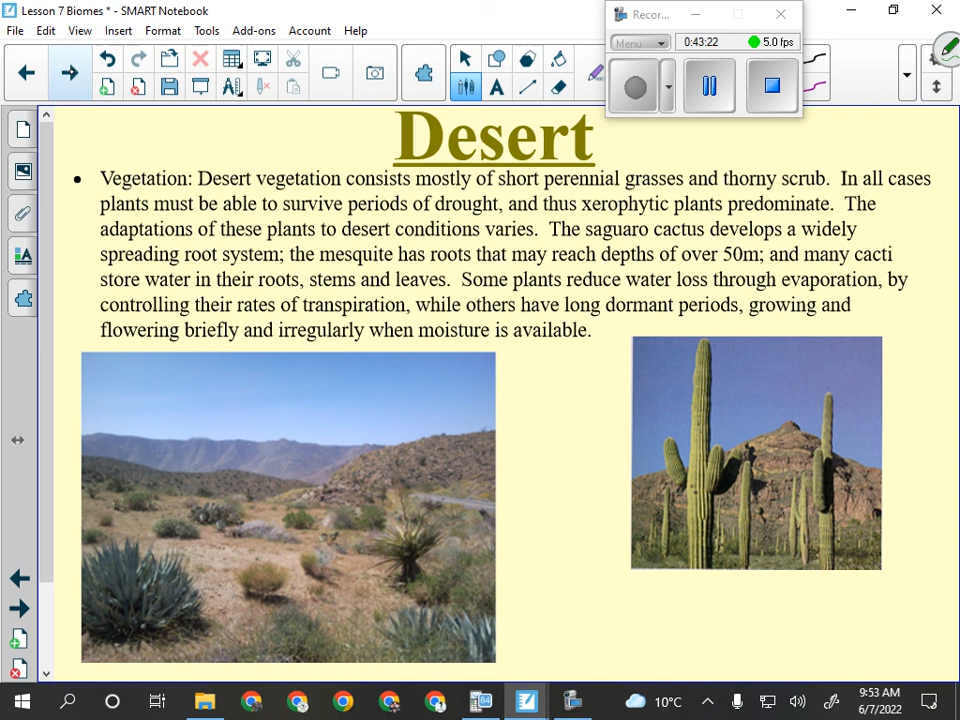 Lesson 7 Biomes * - SMART Notebook
Recor...
File Edit View Insert Format Tools Add-ons Account Help
Menu
0:43:22
5.0 fps
Desert
• Vegetation: Desert vegetation consists mostly of short perennial grasses and thorny scrub. In all cases
plants must be able to survive periods of drought, and thus xerophytic plants predominate. The
adaptations of these plants to desert conditions varies. The saguaro cactus develops a widely
spreading root system; the mesquite has roots that may reach depths of over 50m; and many cacti
store water in their roots, stems and leaves. Some plants reduce water loss through evaporation, by
controlling their rates of transpiration, while others have long dormant periods, growing and
flowering briefly and irregularly when moisture is available.
10°C
9:53 AM
6/7/2022